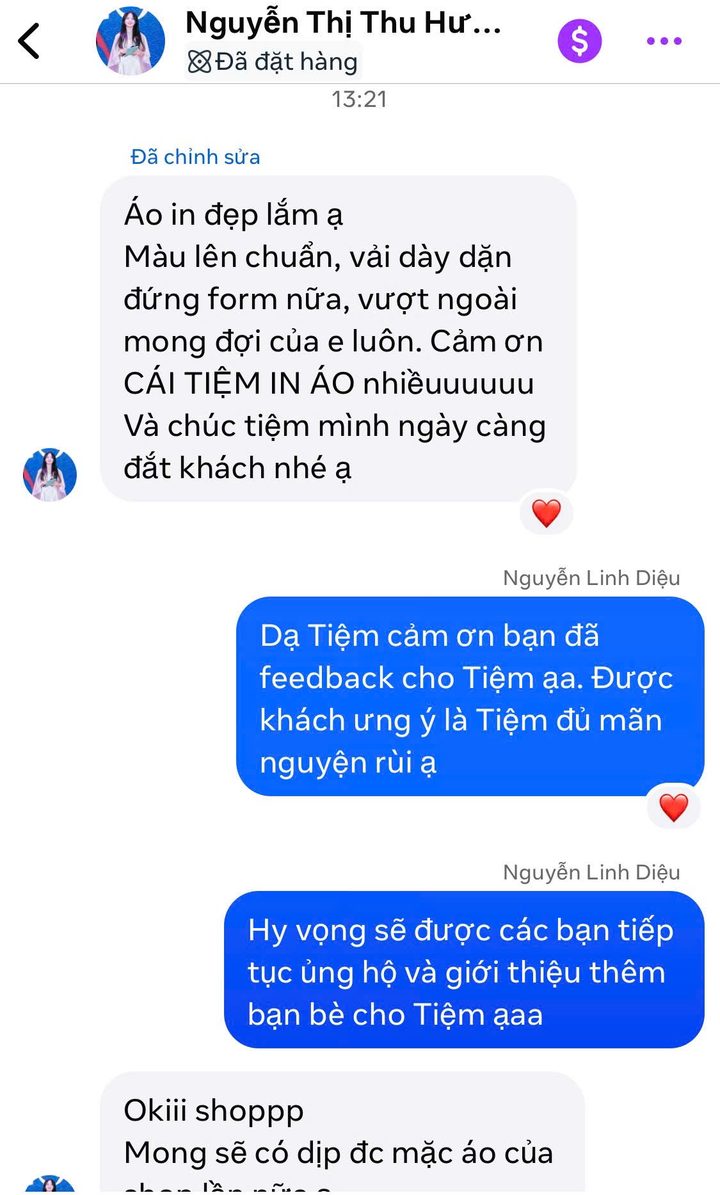 Nguyễn Thị Thu Hư...
Đã đặt hàng
13:21
Đã chỉnh sửa
Áo in đẹp lắm ạ
Màu lên chuẩn, vải dày dặn
đứng form nữa, vượt ngoài
mong đợi của e luôn. Cảm ơn
CÁI TIỆM IN ÁO nhiềuuuuuu
Và chúc tiệm mình ngày càng
đắt khách nhé ạ
Nguyễn Linh Diệu
Dạ Tiệm cảm ơn bạn đã
feedback cho Tiệm ạa. Được
khách ưng ý là Tiệm đủ mãn
nguyện rùi ạ
Nguyễn Linh Diệu
Hy vọng sẽ được các bạn tiếp
tục ủng hộ và giới thiệu thêm
bạn bè cho Tiệm ạaa
Okiii shoppp
Mong sẽ có dịp đc mặc áo của
shop lần nữa ạ